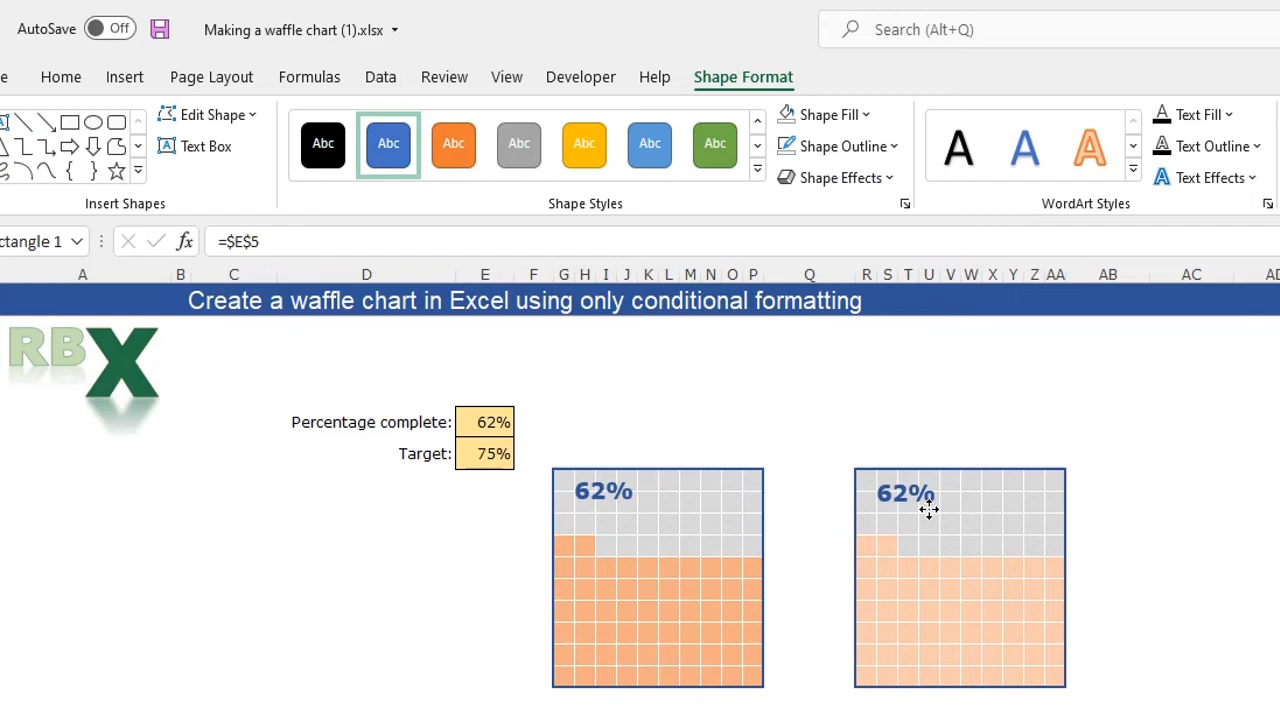 AutoSave Off Making a waffle chart (1).xlsx Search (Alt+Q)
e Home Insert Page Layout Formulas Data Review View Developer Help Shape Format
Edit Shape
Text Box
Insert Shapes
Abc Abc Abc Abc Abc Abc Abc
Shape Styles
Shape Fill
Shape Outline
Shape Effects
A A A
WordArt Styles
Text Fill
Text Outline
Text Effects
ctangle 1 fx =$E$5
A B C D E F G H I J K L M N O P Q R S T U V W X Y Z AA AB AC AD
Create a waffle chart in Excel using only conditional formatting
RBX
Percentage complete: 62%
Target: 75%
62% 62%